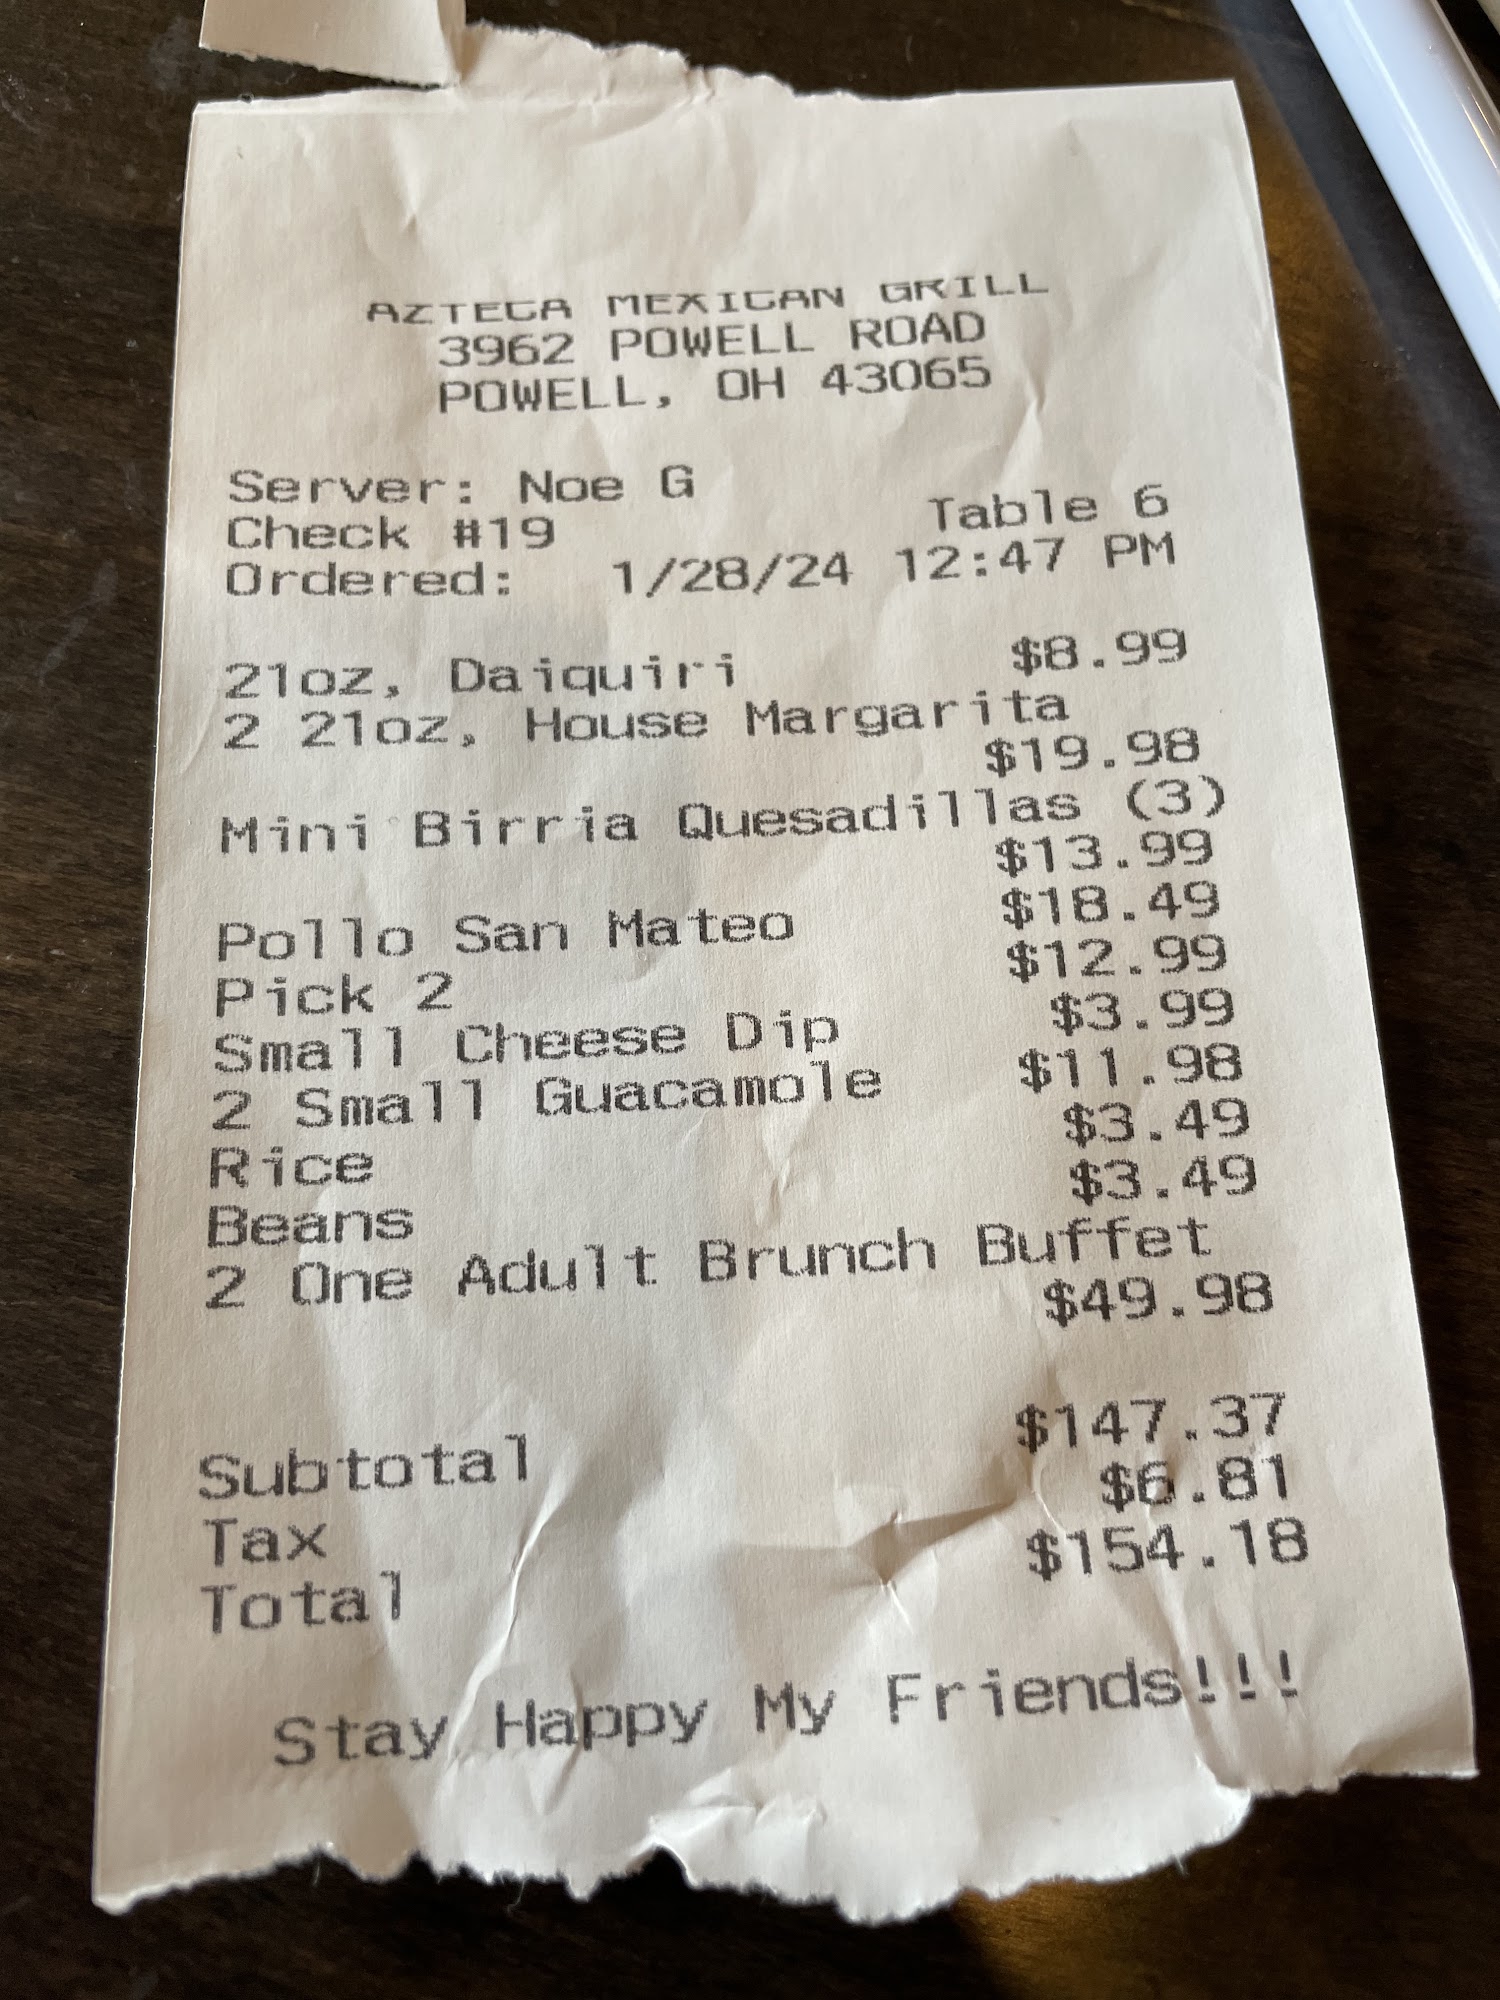 AZTECA MEXICAN GRILL
3962 POWELL ROAD
POWELL, OH 43065
Server: Noe G
Check #19 Table 6
Ordered: 1/28/24 12:47 PM
21oz, Daiquiri $8.99
2 21oz, House Margarita
$19.98
Mini Birria Quesadillas (3)
$13.99
Pollo San Mateo $18.49
Pick 2 $12.99
Small Cheese Dip $3.99
2 Small Guacamole $11.98
Rice $3.49
Beans $3.49
2 One Adult Brunch Buffet
$49.98
Subtotal $147.37
Tax $6.81
Total $154.18
Stay Happy My Friends!!!